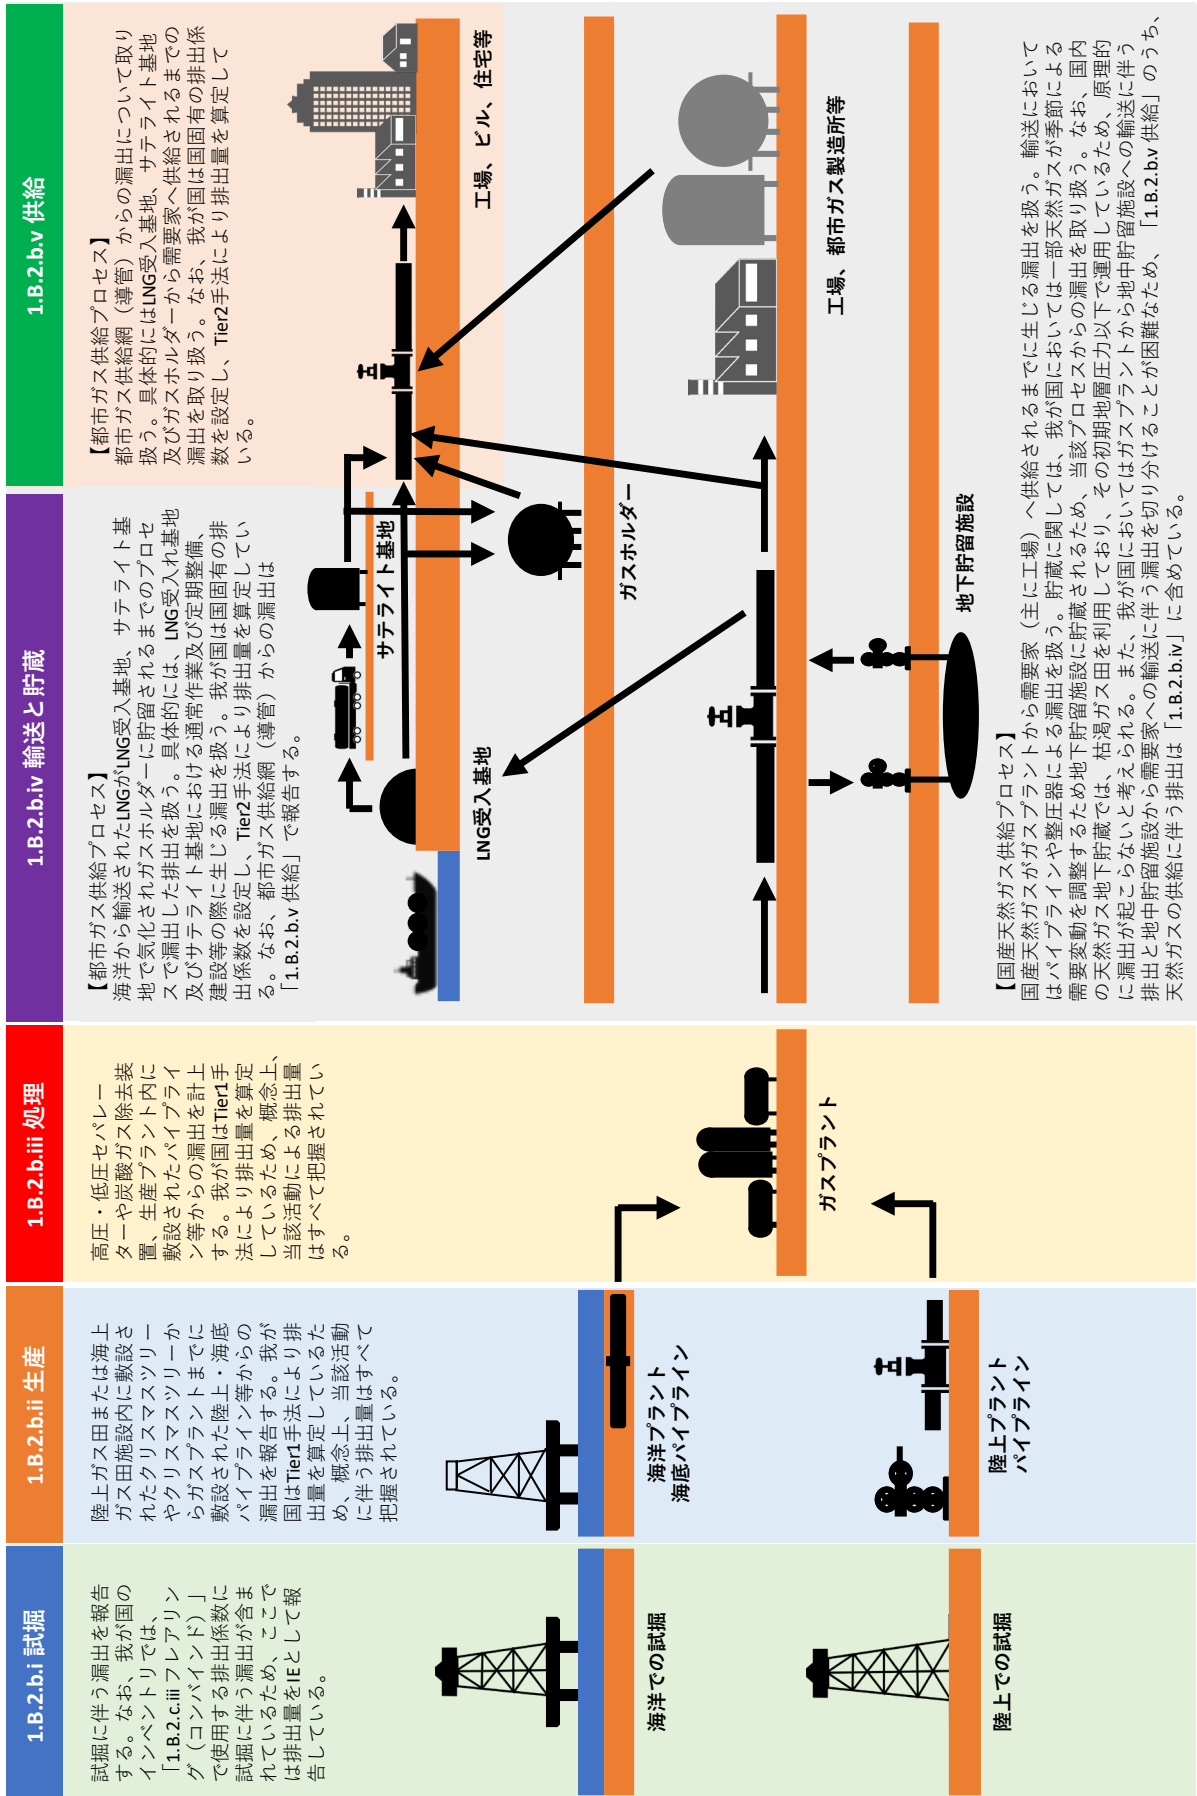 1.B.2.b.i 試掘
試掘に伴う漏出を報告
する。なお、我が国の
インベントリでは、
「1.B.2.c.iii フレアリン
グ（コンバインド）」
で使用する排出係数に
試掘に伴う漏出が含ま
れているため、ここで
は排出量をIEとして報
告している。
海洋での試掘
陸上での試掘
1.B.2.b.ii 生産
陸上ガス田または海上
ガス田施設内に敷設さ
れたクリスマスツリー
やクリスマスツリーか
らガスプラントまでに
敷設された陸上・海底
パイプライン等からの
漏出を報告する。我が
国はTier1手法により排
出量を算定しているた
め、概念上、当該活動
に伴う排出量はすべて
把握されている。
海洋プラント
海底パイプライン
陸上プラント
パイプライン
1.B.2.b.iii 処理
高圧・低圧セパレー
ターや炭酸ガス除去装
置、生産プラント内に
敷設されたパイプライ
ン等からの漏出を計上
する。我が国はTier1手
法により排出量を算定
しているため、概念上、
当該活動による排出量
はすべて把握されてい
る。
ガスプラント
1.B.2.b.iv 輸送と貯蔵
【都市ガス供給プロセス】
海洋から輸送されたLNGがLNG受入基地、サテライト基
地で気化されガスホルダーに貯留されるまでのプロセ
スで漏出した排出を扱う。具体的には、LNG受入れ基地
及びサテライト基地における通常作業及び定期整備、
建設等の際に生じる漏出を扱う。我が国は国固有の排
出係数を設定し、Tier2手法により排出量を算定してい
る。なお、都市ガス供給網（導管）からの漏出は
「1.B.2.b.v 供給」で報告する。
サテライト基地
LNG受入基地
ガスホルダー
地下貯留施設
1.B.2.b.v 供給
【都市ガス供給プロセス】
都市ガス供給網（導管）からの漏出について取り
扱う。具体的にはLNG受入基地、サテライト基地
及びガスホルダーから需要家へ供給されるまでの
漏出を取り扱う。なお、我が国は国固有の排出係
数を設定し、Tier2手法により排出量を算定して
いる。
工場、ビル、住宅等
工場、都市ガス製造所等
【国産天然ガス供給プロセス】
国産天然ガスがガスプラントから需要家（主に工場）へ供給されるまでに生じる漏出を扱う。輸送において
はパイプラインや整圧器による漏出を扱う。貯蔵に関しては、我が国においては一部天然ガスが季節による
需要変動を調整するため地下貯留施設に貯蔵されるため、当該プロセスからの漏出を取り扱う。なお、国内
の天然ガス地下貯蔵では、枯渇ガス田を利用しており、その初期地層圧力以下で運用しているため、原理的
に漏出が起こらないと考えられる。また、我が国においてはガスプラントから地中貯留施設への輸送に伴う
排出と地中貯留施設から需要家への輸送に伴う漏出を切り分けることが困難なため、「1.B.2.b.v 供給」のうち、
天然ガスの供給に伴う排出は「1.B.2.b.iv」に含めている。